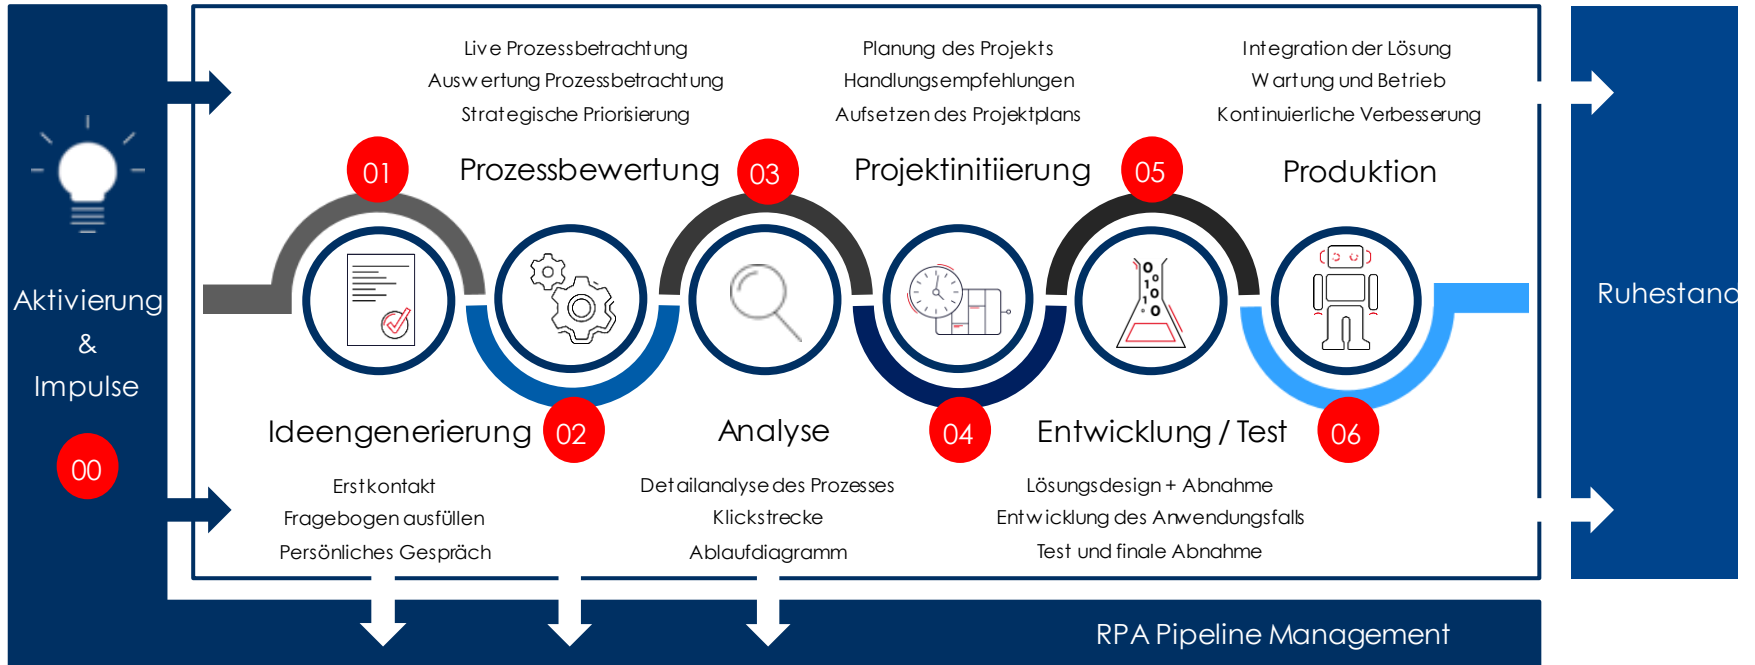 Aktivierung
&
Impulse
00
Live Prozessbetrachtung
Auswertung Prozessbetrachtung
Strategische Priorisierung
Planung des Projekts
Handlungsempfehlungen
Aufsetzen des Projektplans
Integration der Lösung
Wartung und Betrieb
Kontinuierliche Verbesserung
01
Prozessbewertung
03
Projektinitiierung
05
Produktion
Ideengenerierung
02
Analyse
04
Entwicklung / Test
06
Erstkontakt
Fragebogen ausfüllen
Persönliches Gespräch
Detailanalyse des Prozesses
Klickstrecke
Ablaufdiagramm
Lösungsdesign + Abnahme
Entwicklung des Anwendungsfalls
Test und finale Abnahme
Ruhestand
RPA Pipeline Management